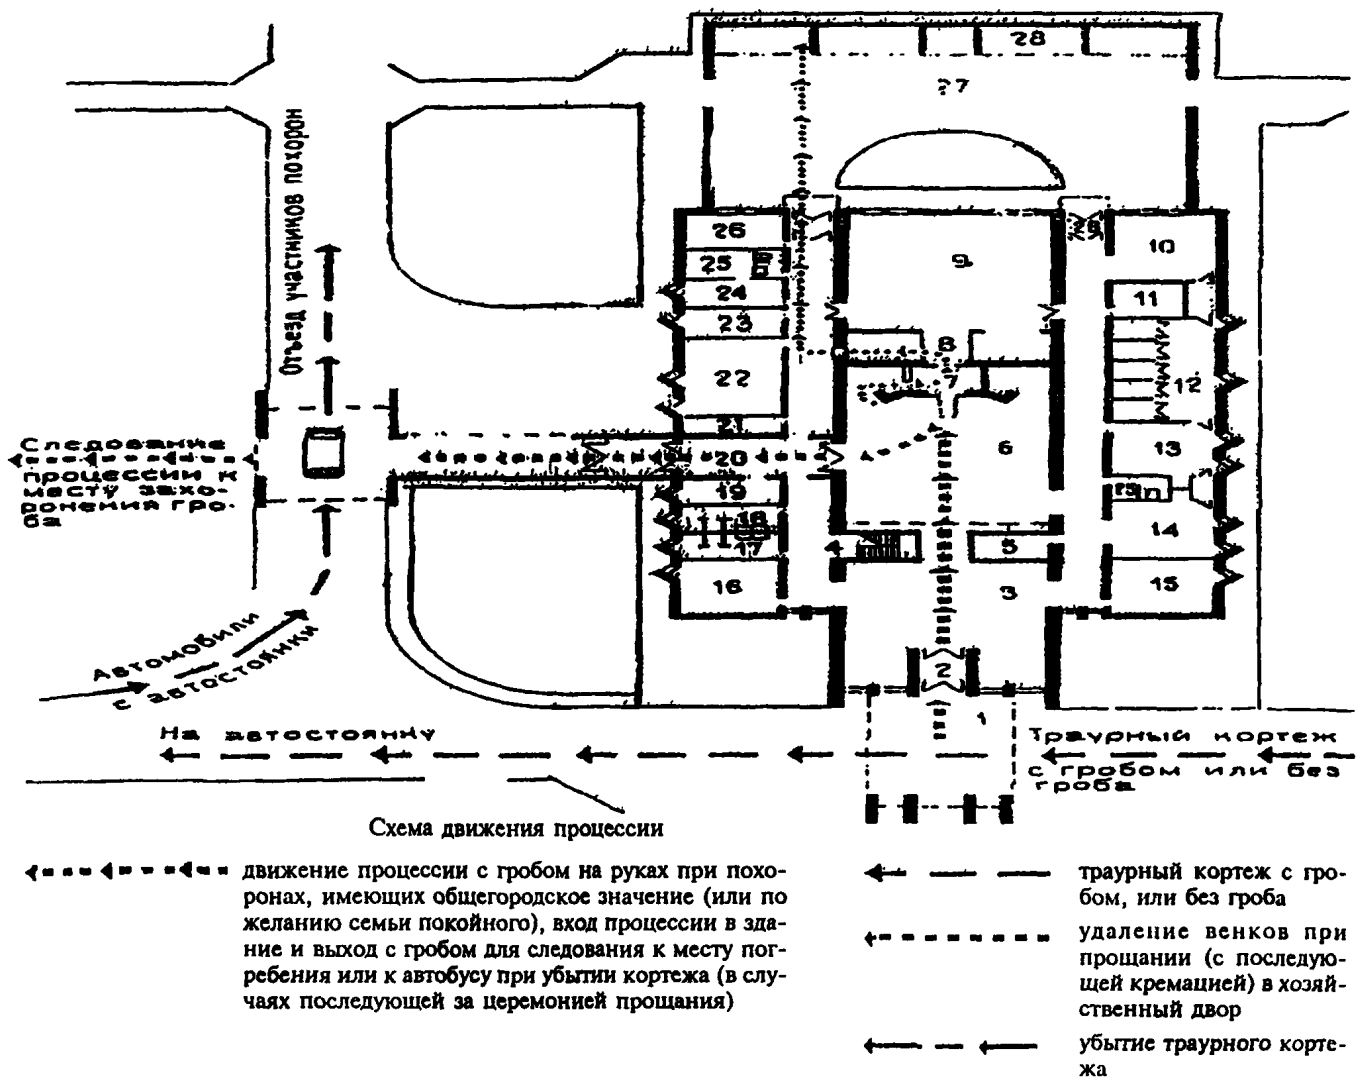 28
27
Отъезд участников похорон
26
9
10
25
24
11
23
8
22
7
12
21
6
Следование
процессии к
месту захо-
ронения гро-
ба
20
13
19
18
14
17
4
5
16
3
15
Автомобили
с автостоянки
2
1
На автостоянку
Траурный кортеж
с гробом или без
гроба
Схема движения процессии
движение процессии с гробом на руках при похо-
ронах, имеющих общегородское значение (или по
желанию семьи покойного), вход процессии в зда-
ние и выход с гробом для следования к месту пог-
ребения или к автобусу при убытии кортежа (в слу-
чаях последующей за церемонией прощания)
траурный кортеж с гро-
бом, или без гроба
удаление венков при
прощании (с последую-
щей кремацией) в хозяй-
ственный двор
убытие траурного корте-
жа